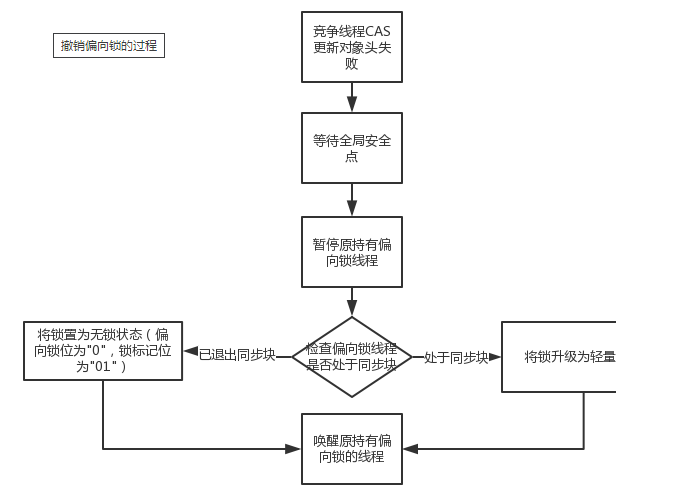 撤销偏向锁的过程
竞争线程CAS
更新对象头失
败
等待全局安全
点
暂停原持有偏
向锁线程
检查偏向锁线程
是否处于同步块
已退出同步块
处于同步块
将锁置为无锁状态（偏
向锁位为"0"，锁标记位
为"01"）
将锁升级为轻量
唤醒原持有偏
向锁的线程